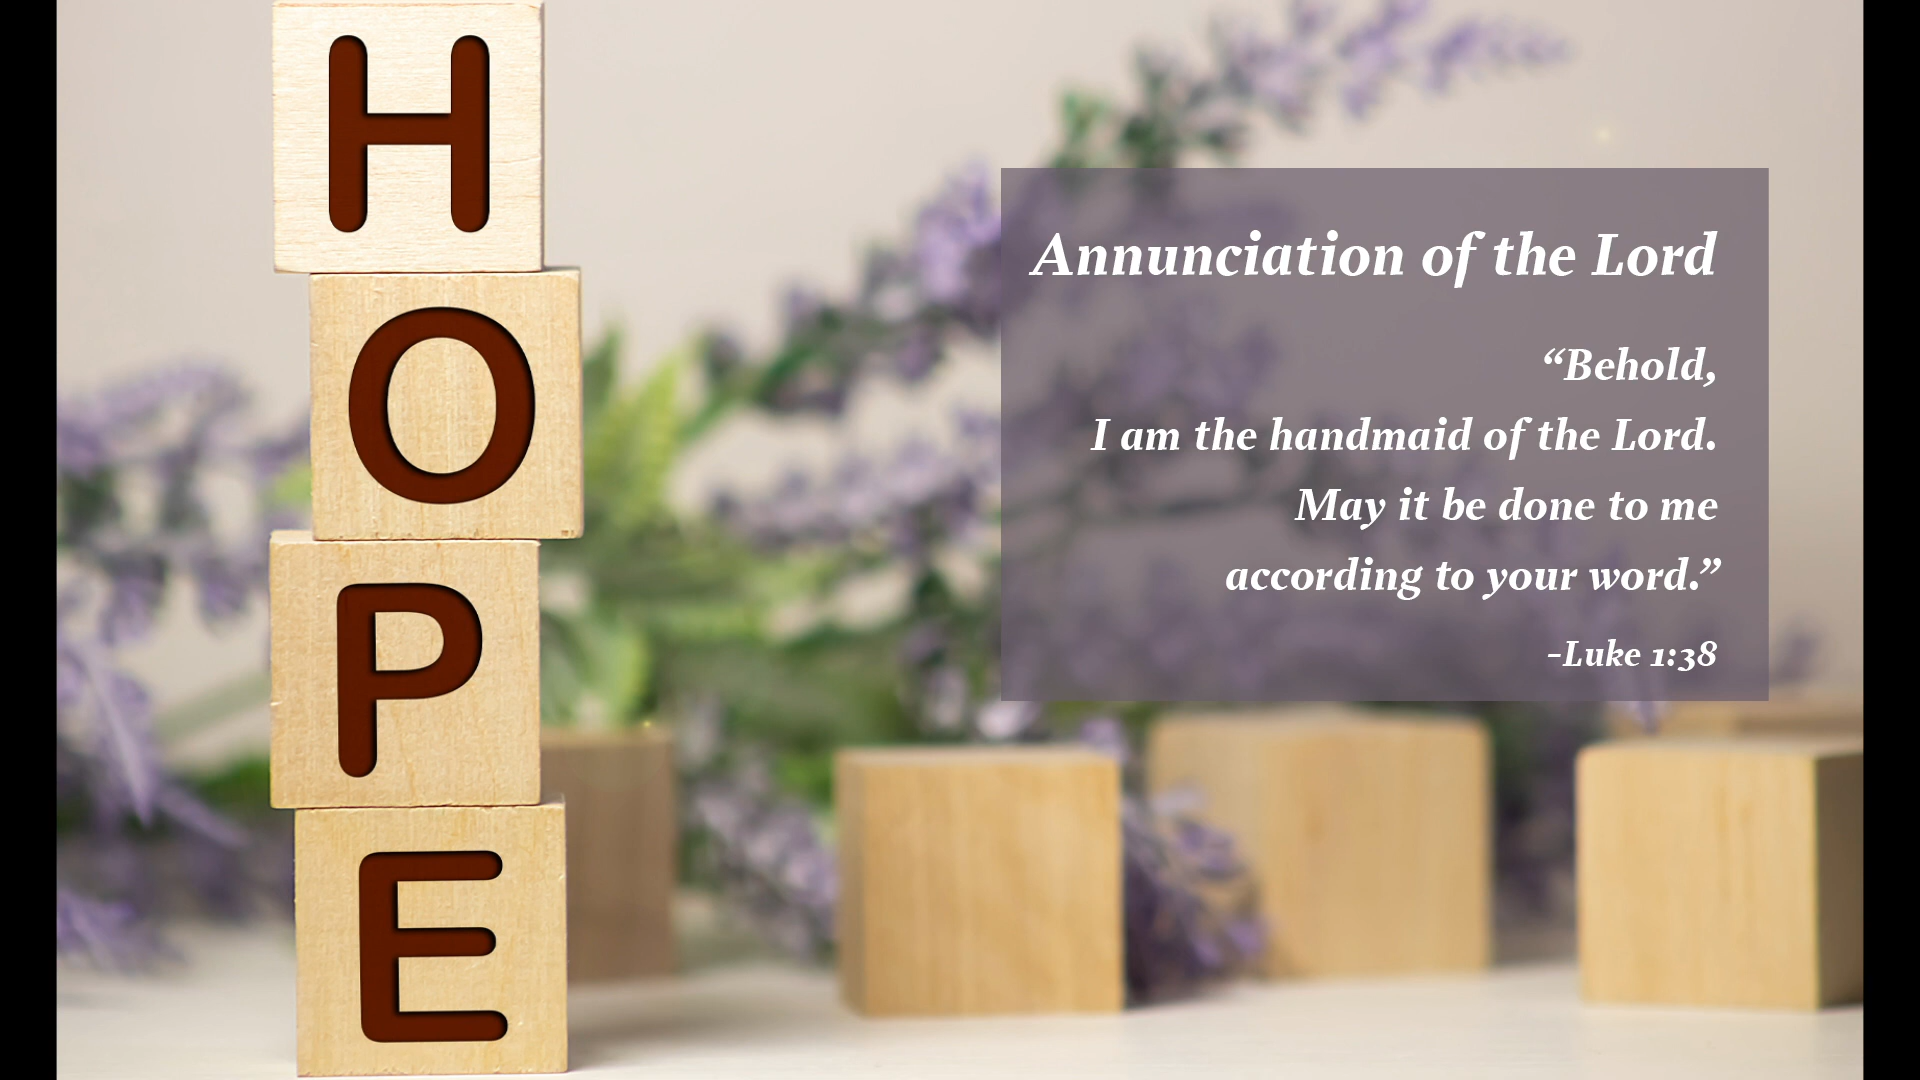 H
O
P
E
Annunciation of the Lord
“Behold,
I am the handmaid of the Lord.
May it be done to me
according to your word.”
-Luke 1:38